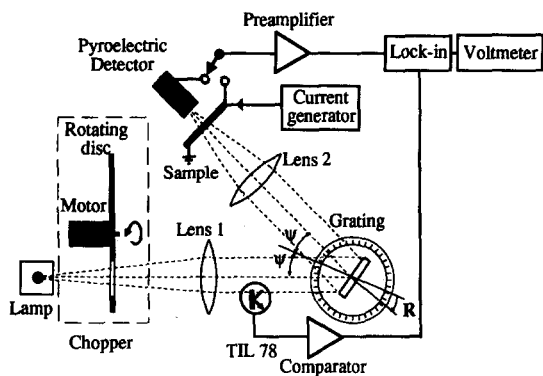 Preamplifier
Pyroelectric
Detector
Lock-in
Voltmeter
Current
generator
Rotating
disc
Sample
Lens 2
Motor
Lens 1
Grating
Ψ
Ψ
Lamp
R
K
TIL 78
Chopper
Comparator